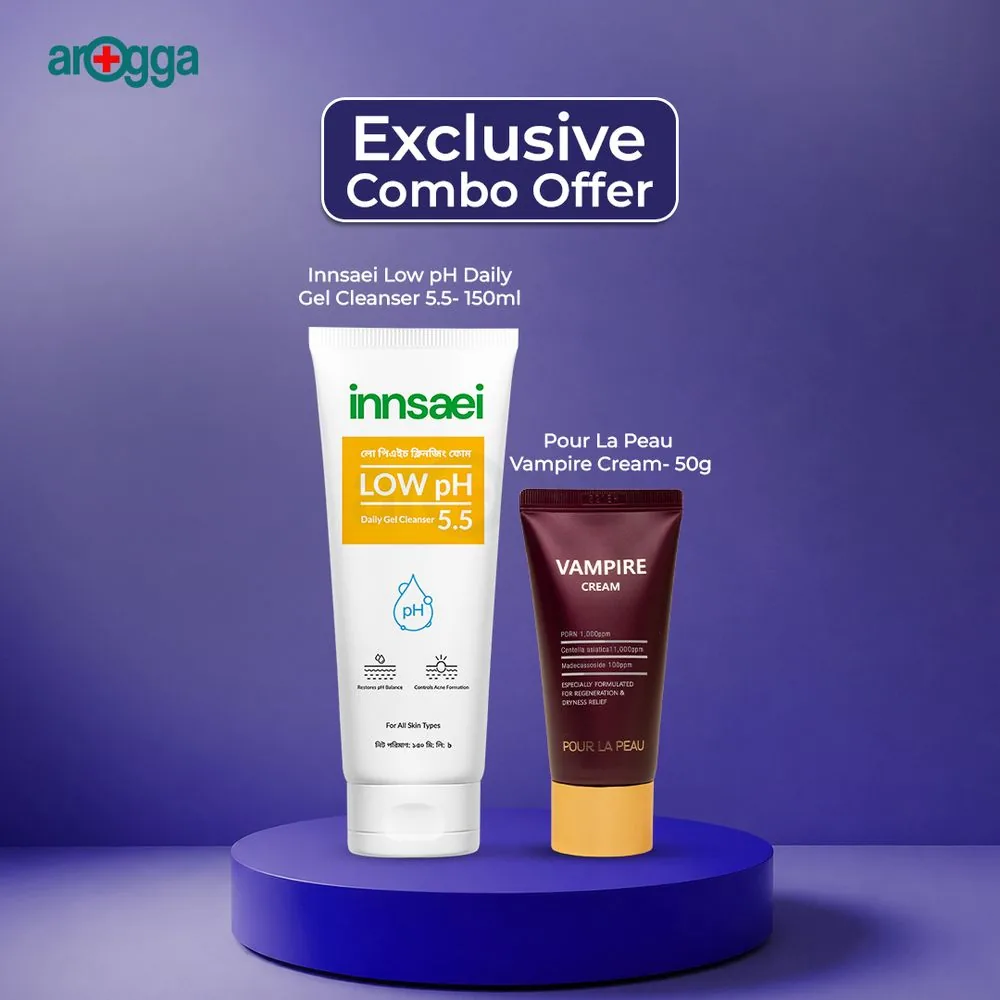 arogga
Exclusive
Combo Offer
Innsaei Low pH Daily
Gel Cleanser 5.5- 150ml
innsaei
লো পিএইচ ক্লিনজিং ফোম
LOW pH
Daily Gel Cleanser 5.5
pH
Restores pH Balance
Controls Acne Formation
For All Skin Types
নিট পরিমাণ: ১৫০ মি: লি: ৳
Pour La Peau
Vampire Cream- 50g
VAMPIRE
CREAM
PDRN 1,000ppm
Centella asiatica11,000ppm
Madecassoside 100ppm
ESPECIALLY FORMULATED
FOR REGENERATION &
DRYNESS RELIEF
POUR LA PEAU